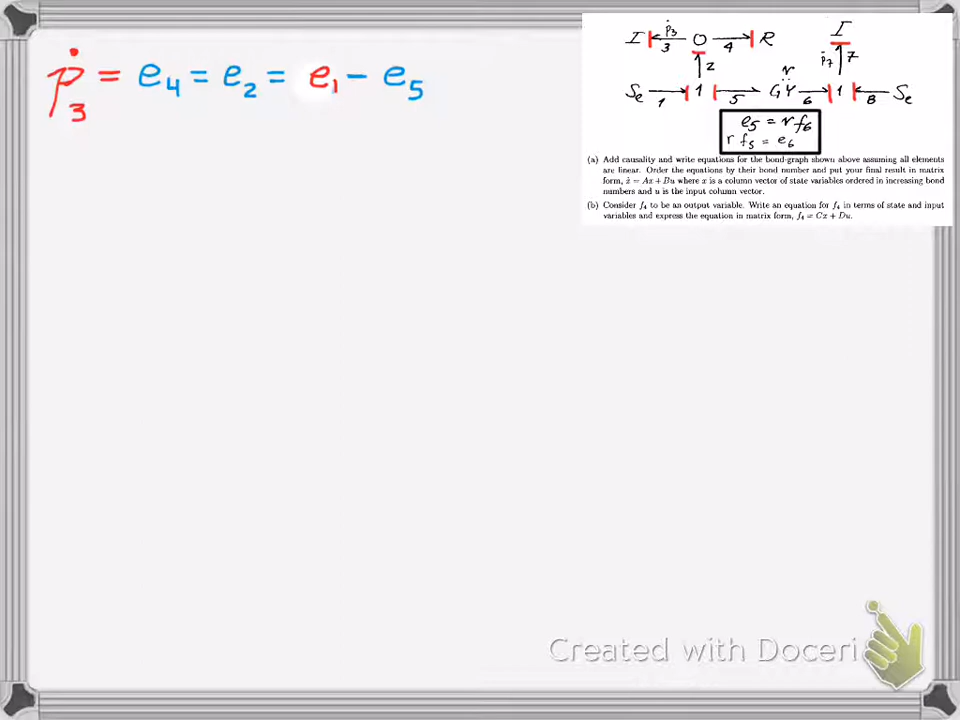 ṗ₃ = e₄ = e₂ = e₁ − e₅
I ṗ₃ 3 0 4 R I
2 ṗ₇ 7
Se 1 1 5 r GY 6 1 8 Se
e₅ = r f₆
r f₅ = e₆
(a) Add causality and write equations for the bond-graph shown above assuming all elements
are linear. Order the equations by their bond number and put your final result in matrix
form, ẋ = Ax + Du where x is a column vector of state variables ordered in increasing bond
numbers and u is the input column vector.
(b) Consider f₄ to be an output variable. Write an equation for f₄ in terms of state and input
variables and express the equation in matrix form, f₄ = Cx + Du.
Created with Doceri